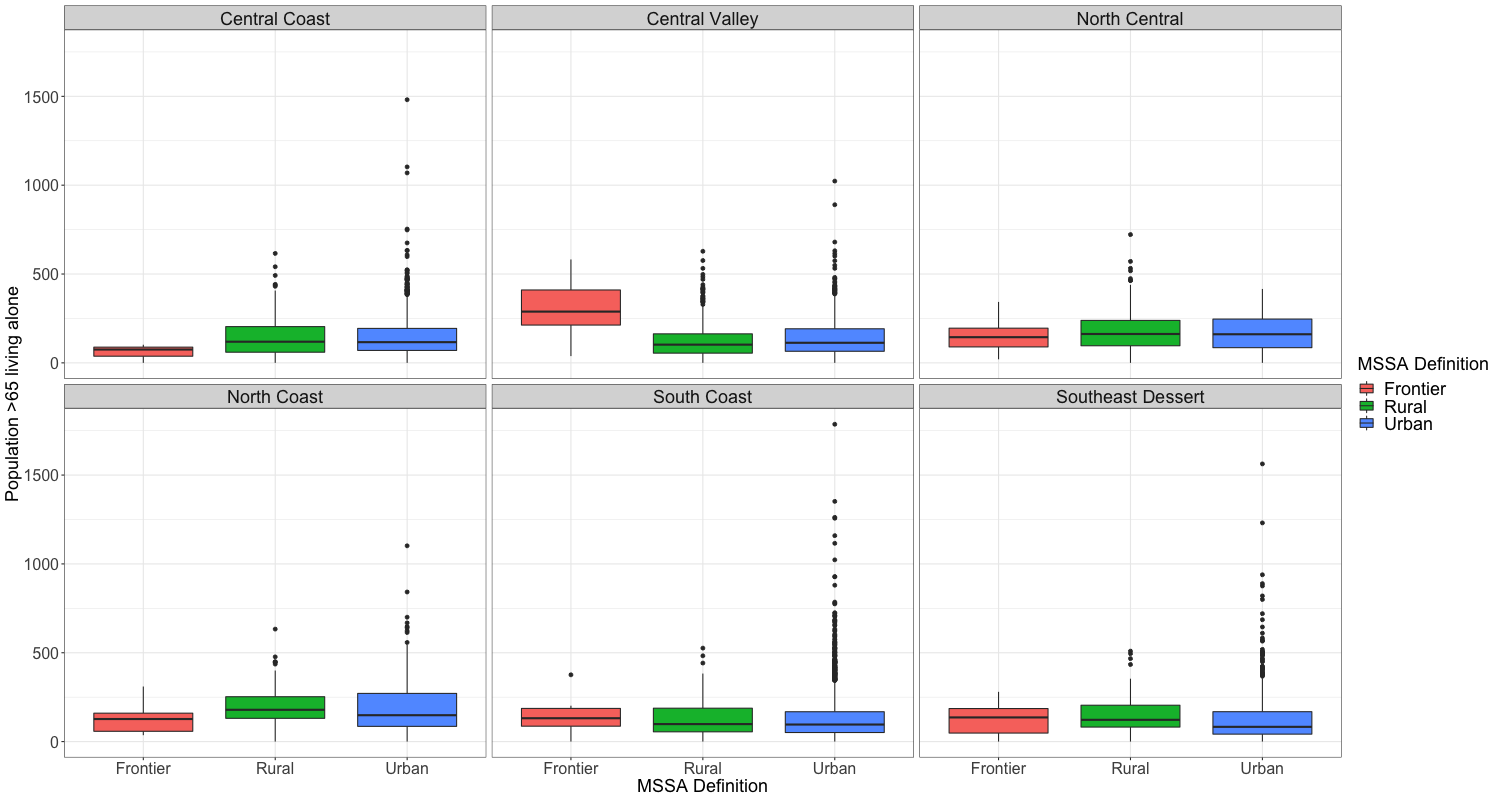 Central Coast
Central Valley
North Central
1500
1000
500
0
North Coast
South Coast
Southeast Dessert
1500
1000
500
0
Frontier
Rural
Urban
Frontier
Rural
Urban
Frontier
Rural
Urban
MSSA Definition
Population >65 living alone
MSSA Definition
Frontier
Rural
Urban